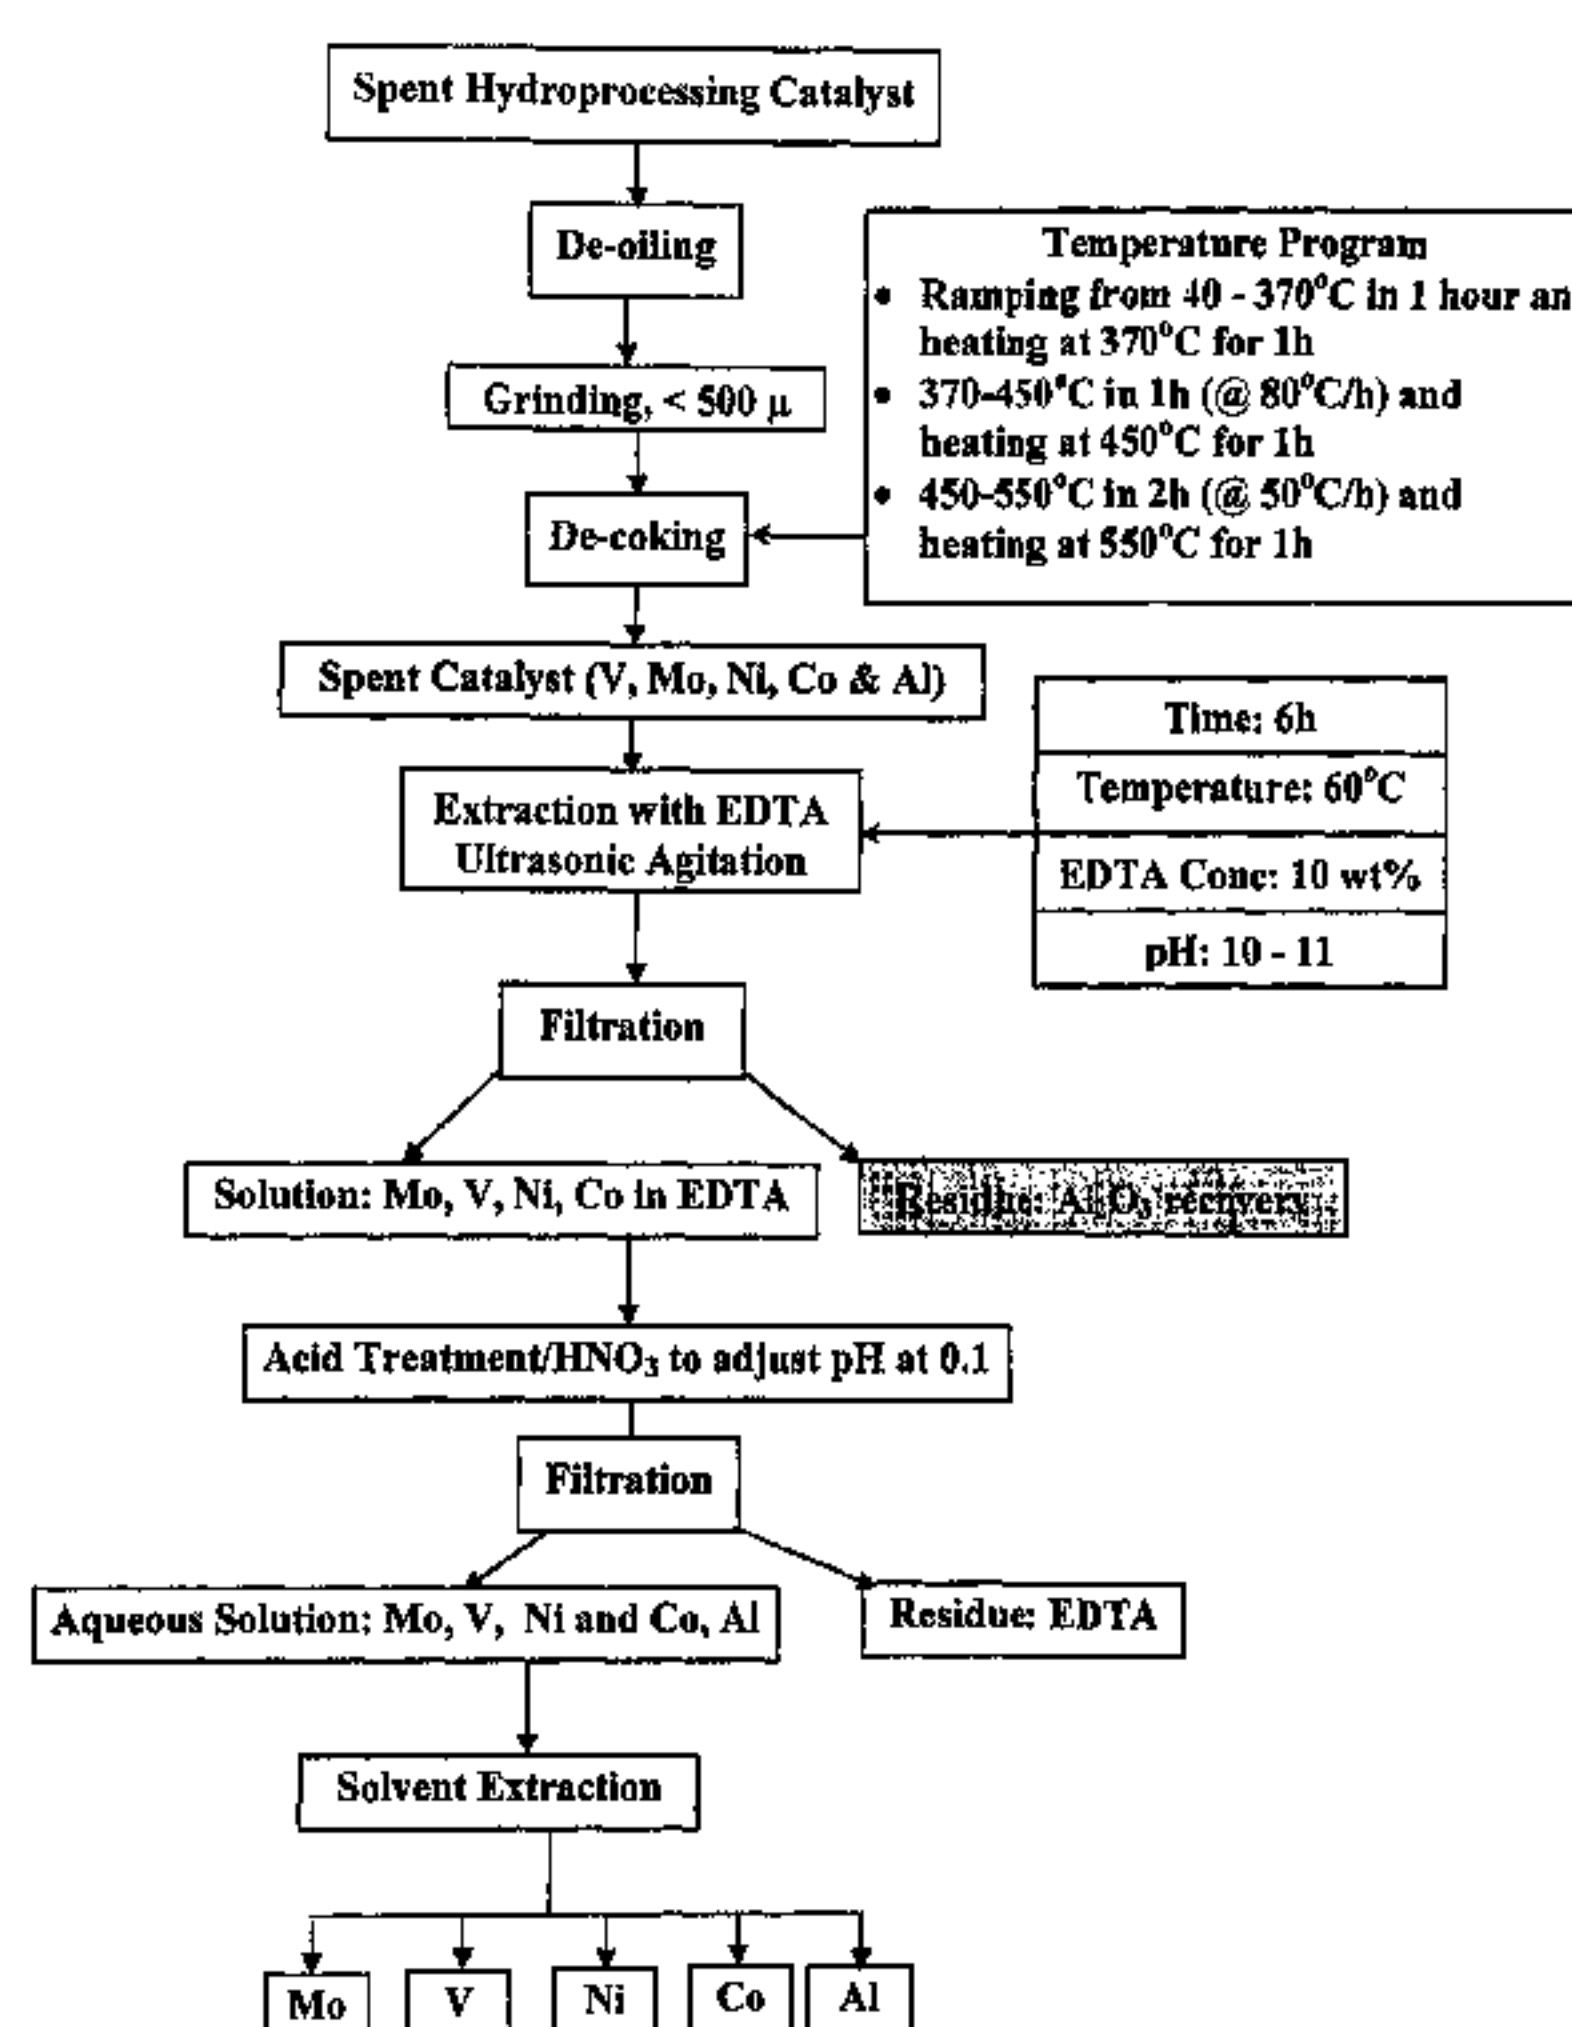 Spent Hydroprocessing Catalyst
De-oiling
Temperature Program
• Ramping from 40 - 370°C in 1 hour an
heating at 370°C for 1h
• 370-450°C in 1h (@ 80°C/h) and
heating at 450°C for 1h
• 450-550°C in 2h (@ 50°C/h) and
heating at 550°C for 1h
Grinding, < 500 μ
De-coking
Spent Catalyst (V, Mo, Ni, Co & Al)
Time: 6h
Temperature: 60°C
EDTA Conc: 10 wt%
pH: 10 - 11
Extraction with EDTA
Ultrasonic Agitation
Filtration
Solution: Mo, V, Ni, Co in EDTA
Residue: Al₂O₃ recovery
Acid Treatment/HNO₃ to adjust pH at 0.1
Filtration
Aqueous Solution: Mo, V, Ni and Co, Al
Residue: EDTA
Solvent Extraction
Mo V Ni Co Al